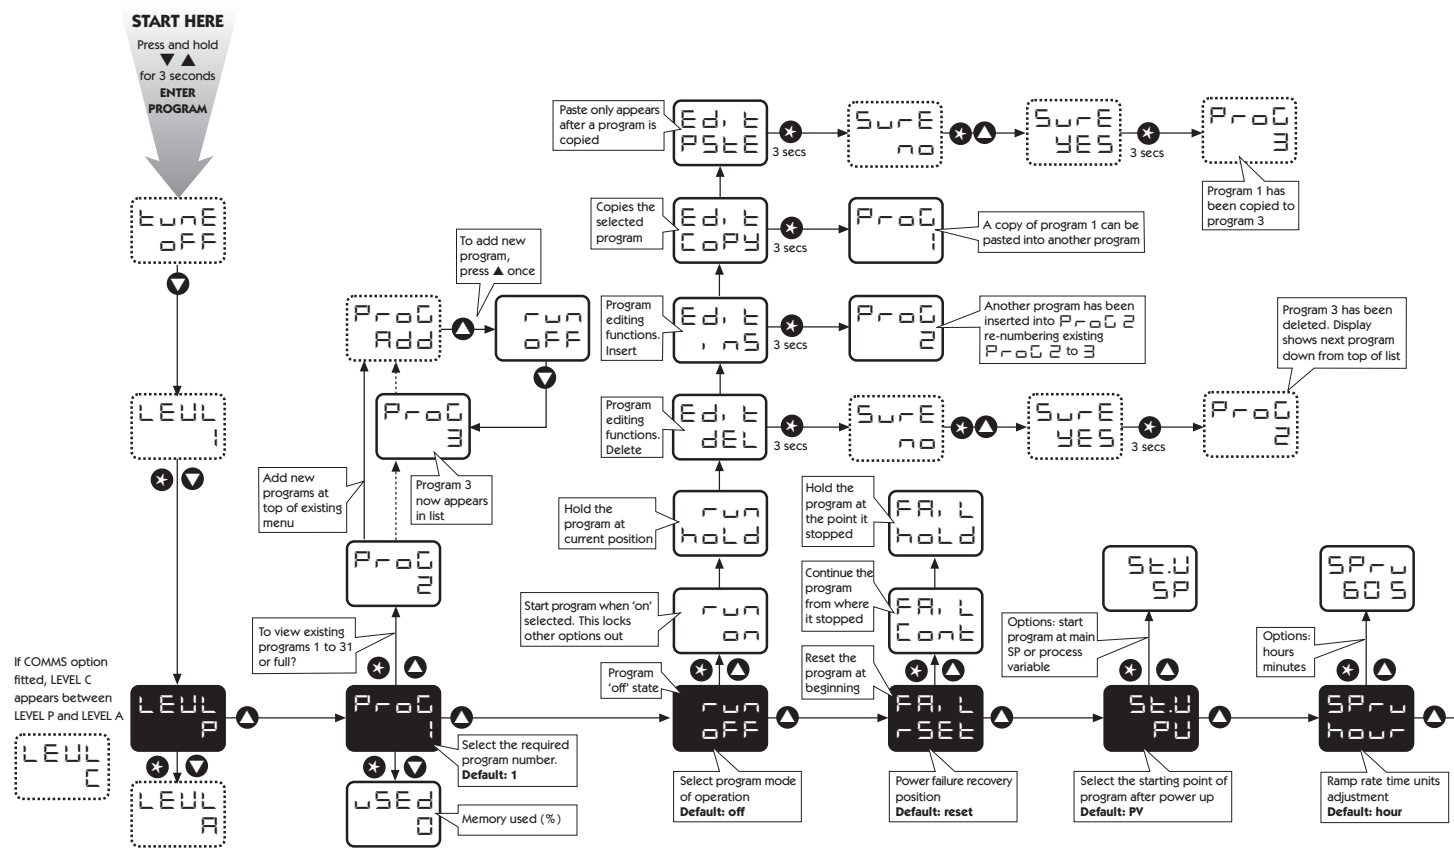 START HERE
Press and hold
▼ ▲
for 3 seconds
ENTER
PROGRAM
tunE
oFF
LEVL
1
If COMMS option
fitted, LEVEL C
appears between
LEVEL P and LEVEL A
LEVL
C
LEVL
P
LEVL
A
To add new
program,
press ▲ once
ProG
Add
run
oFF
ProG
3
Add new
programs at
top of existing
menu
Program 3
now appears
in list
ProG
2
To view existing
programs 1 to 31
or full?
ProG
1
Select the required
program number.
Default: 1
uSEd
0
Memory used (%)
Paste only appears
after a program is
copied
Edit
PStE
3 secs
SurE
no
SurE
YES
3 secs
ProG
3
Program 1 has
been copied to
program 3
Copies the
selected
program
Edit
CoPY
3 secs
ProG
1
A copy of program 1 can be
pasted into another program
Program
editing
functions.
Insert
Edit
inS
3 secs
ProG
2
Another program has been
inserted into ProG 2
re-numbering existing
ProG 2 to 3
Program 3 has been
deleted. Display
shows next program
down from top of list
Program
editing
functions.
Delete
Edit
dEL
3 secs
SurE
no
SurE
YES
3 secs
ProG
2
Hold the
program at
current position
run
hoLd
Start program when ‘on’
selected. This locks
other options out
run
on
Program
‘off’ state
run
oFF
Select program mode
of operation
Default: off
Hold the
program at
the point it
stopped
FAiL
hoLd
Continue the
program
from where
it stopped
FAiL
Cont
Reset the
program at
beginning
FAiL
rSEt
Power failure recovery
position
Default: reset
St.V
SP
Options: start
program at main
SP or process
variable
St.V
PV
Select the starting point of
program after power up
Default: PV
SPru
60S
Options:
hours
minutes
SPru
hour
Ramp rate time units
adjustment
Default: hour